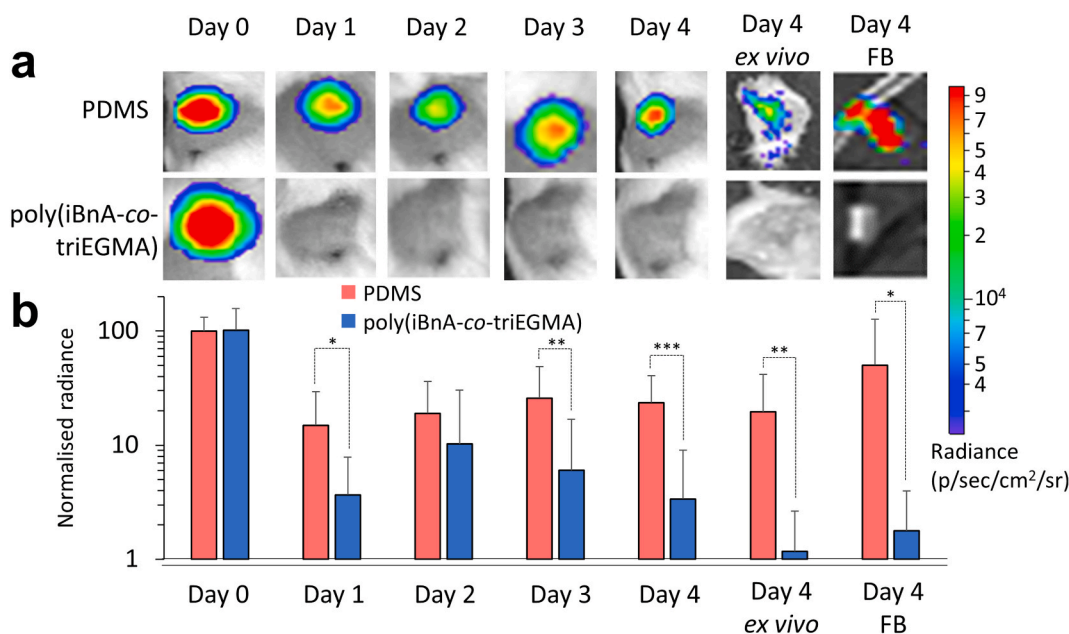 Day 0 Day 1 Day 2 Day 3 Day 4 Day 4 Day 4
ex vivo FB
a
PDMS
poly(iBnA-co-
triEGMA)
9
7
5
4
3
2
10⁴
7
5
4
Radiance
(p/sec/cm²/sr)
b
PDMS
poly(iBnA-co-triEGMA)
Normalised radiance
100
10
1
* ** *** ** *
Day 0 Day 1 Day 2 Day 3 Day 4 Day 4 Day 4
ex vivo FB